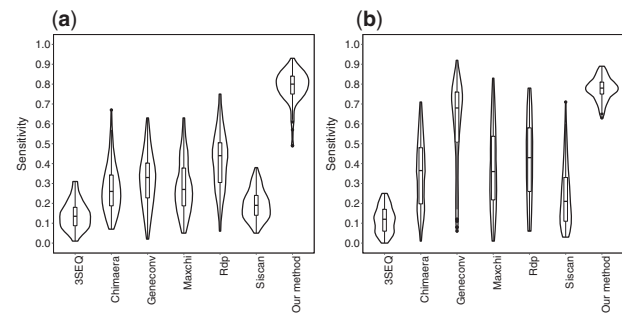 (a)
Sensitivity
1.0
0.9
0.8
0.7
0.6
0.5
0.4
0.3
0.2
0.1
0.0
3SEQ
Chimaera
Geneconv
Maxchi
Rdp
Siscan
Our method
(b)
Sensitivity
1.0
0.9
0.8
0.7
0.6
0.5
0.4
0.3
0.2
0.1
0.0
3SEQ
Chimaera
Geneconv
Maxchi
Rdp
Siscan
Our method